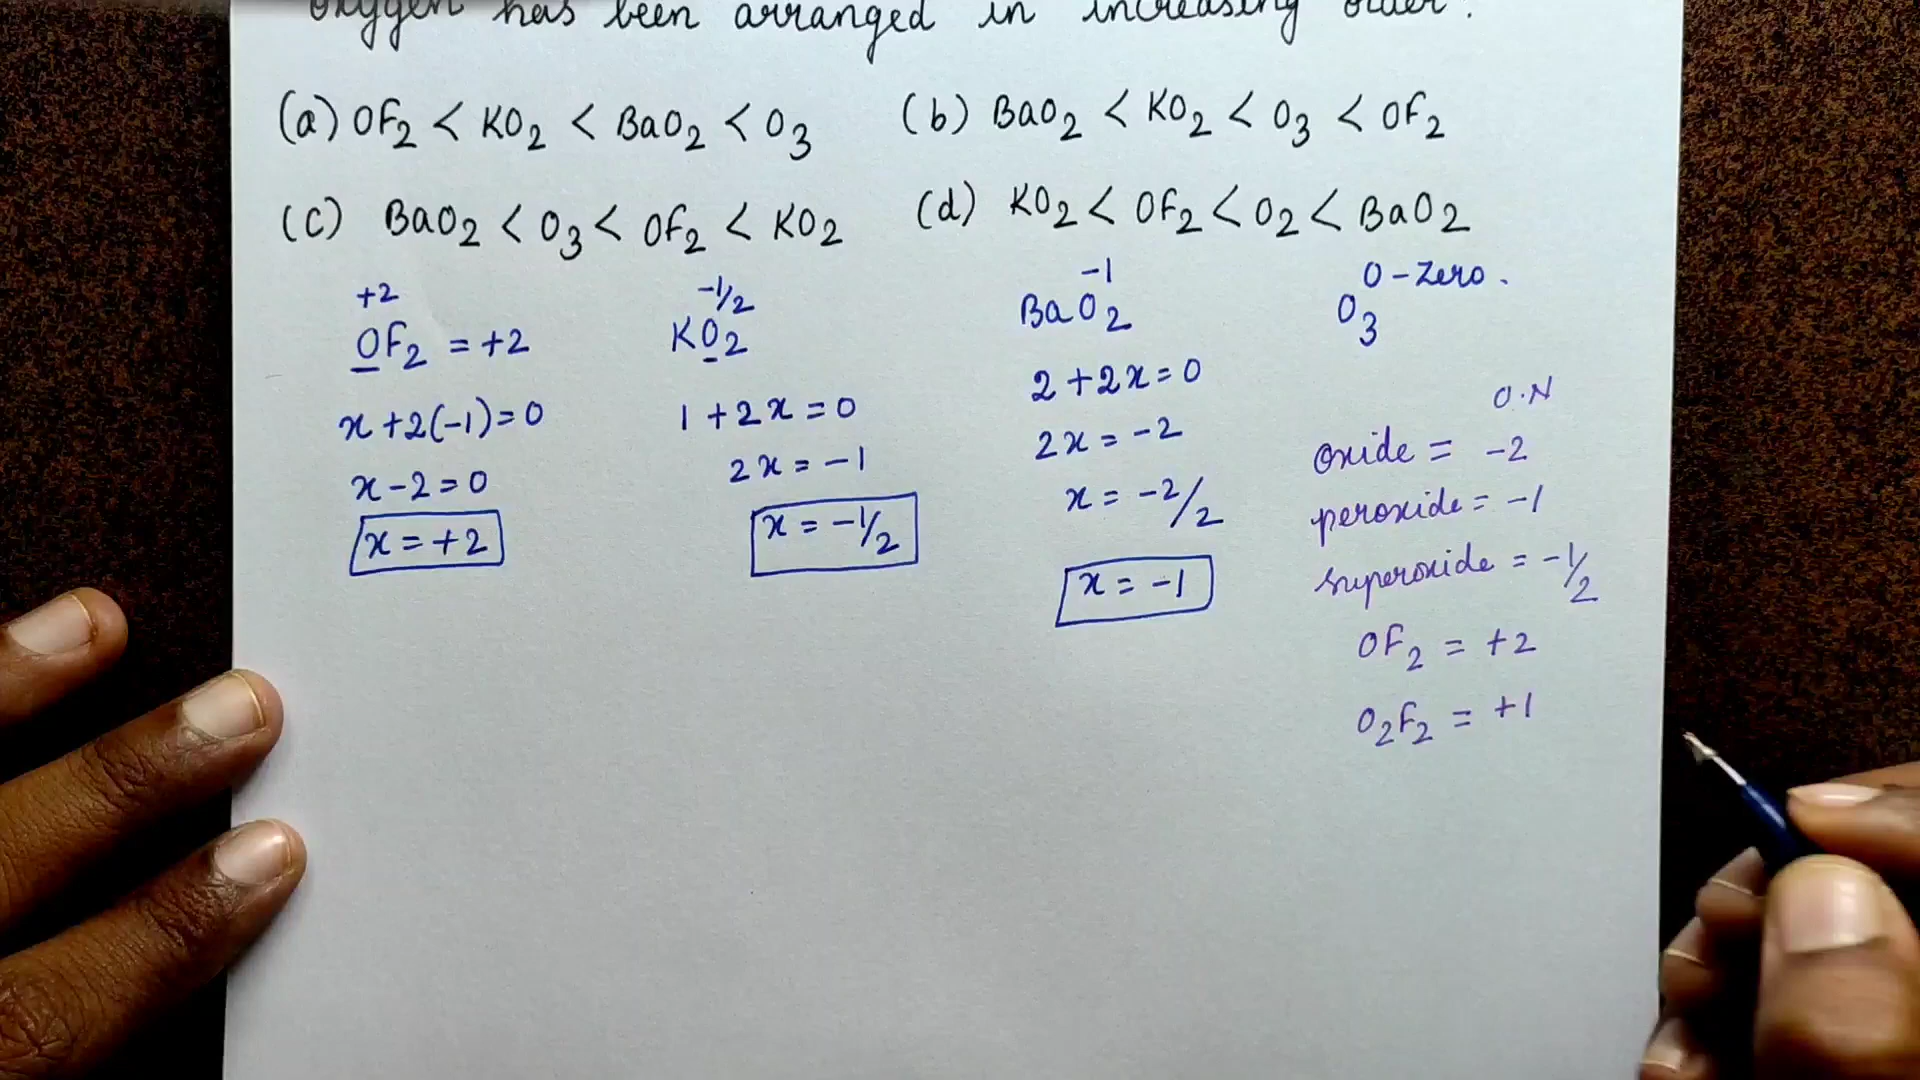 oxygen has been arranged in increasing order?
(a) OF2 < KO2 < BaO2 < O3
(b) BaO2 < KO2 < O3 < OF2
(c) BaO2 < O3 < OF2 < KO2
(d) KO2 < OF2 < O2 < BaO2
+2
OF2 = +2
x + 2(-1) = 0
x - 2 = 0
x = +2
-1/2
KO2
1 + 2x = 0
2x = -1
x = -1/2
-1
BaO2
2 + 2x = 0
2x = -2
x = -2/2
x = -1
0 - Zero.
O3
O.N
oxide = -2
peroxide = -1
superoxide = -1/2
OF2 = +2
O2F2 = +1